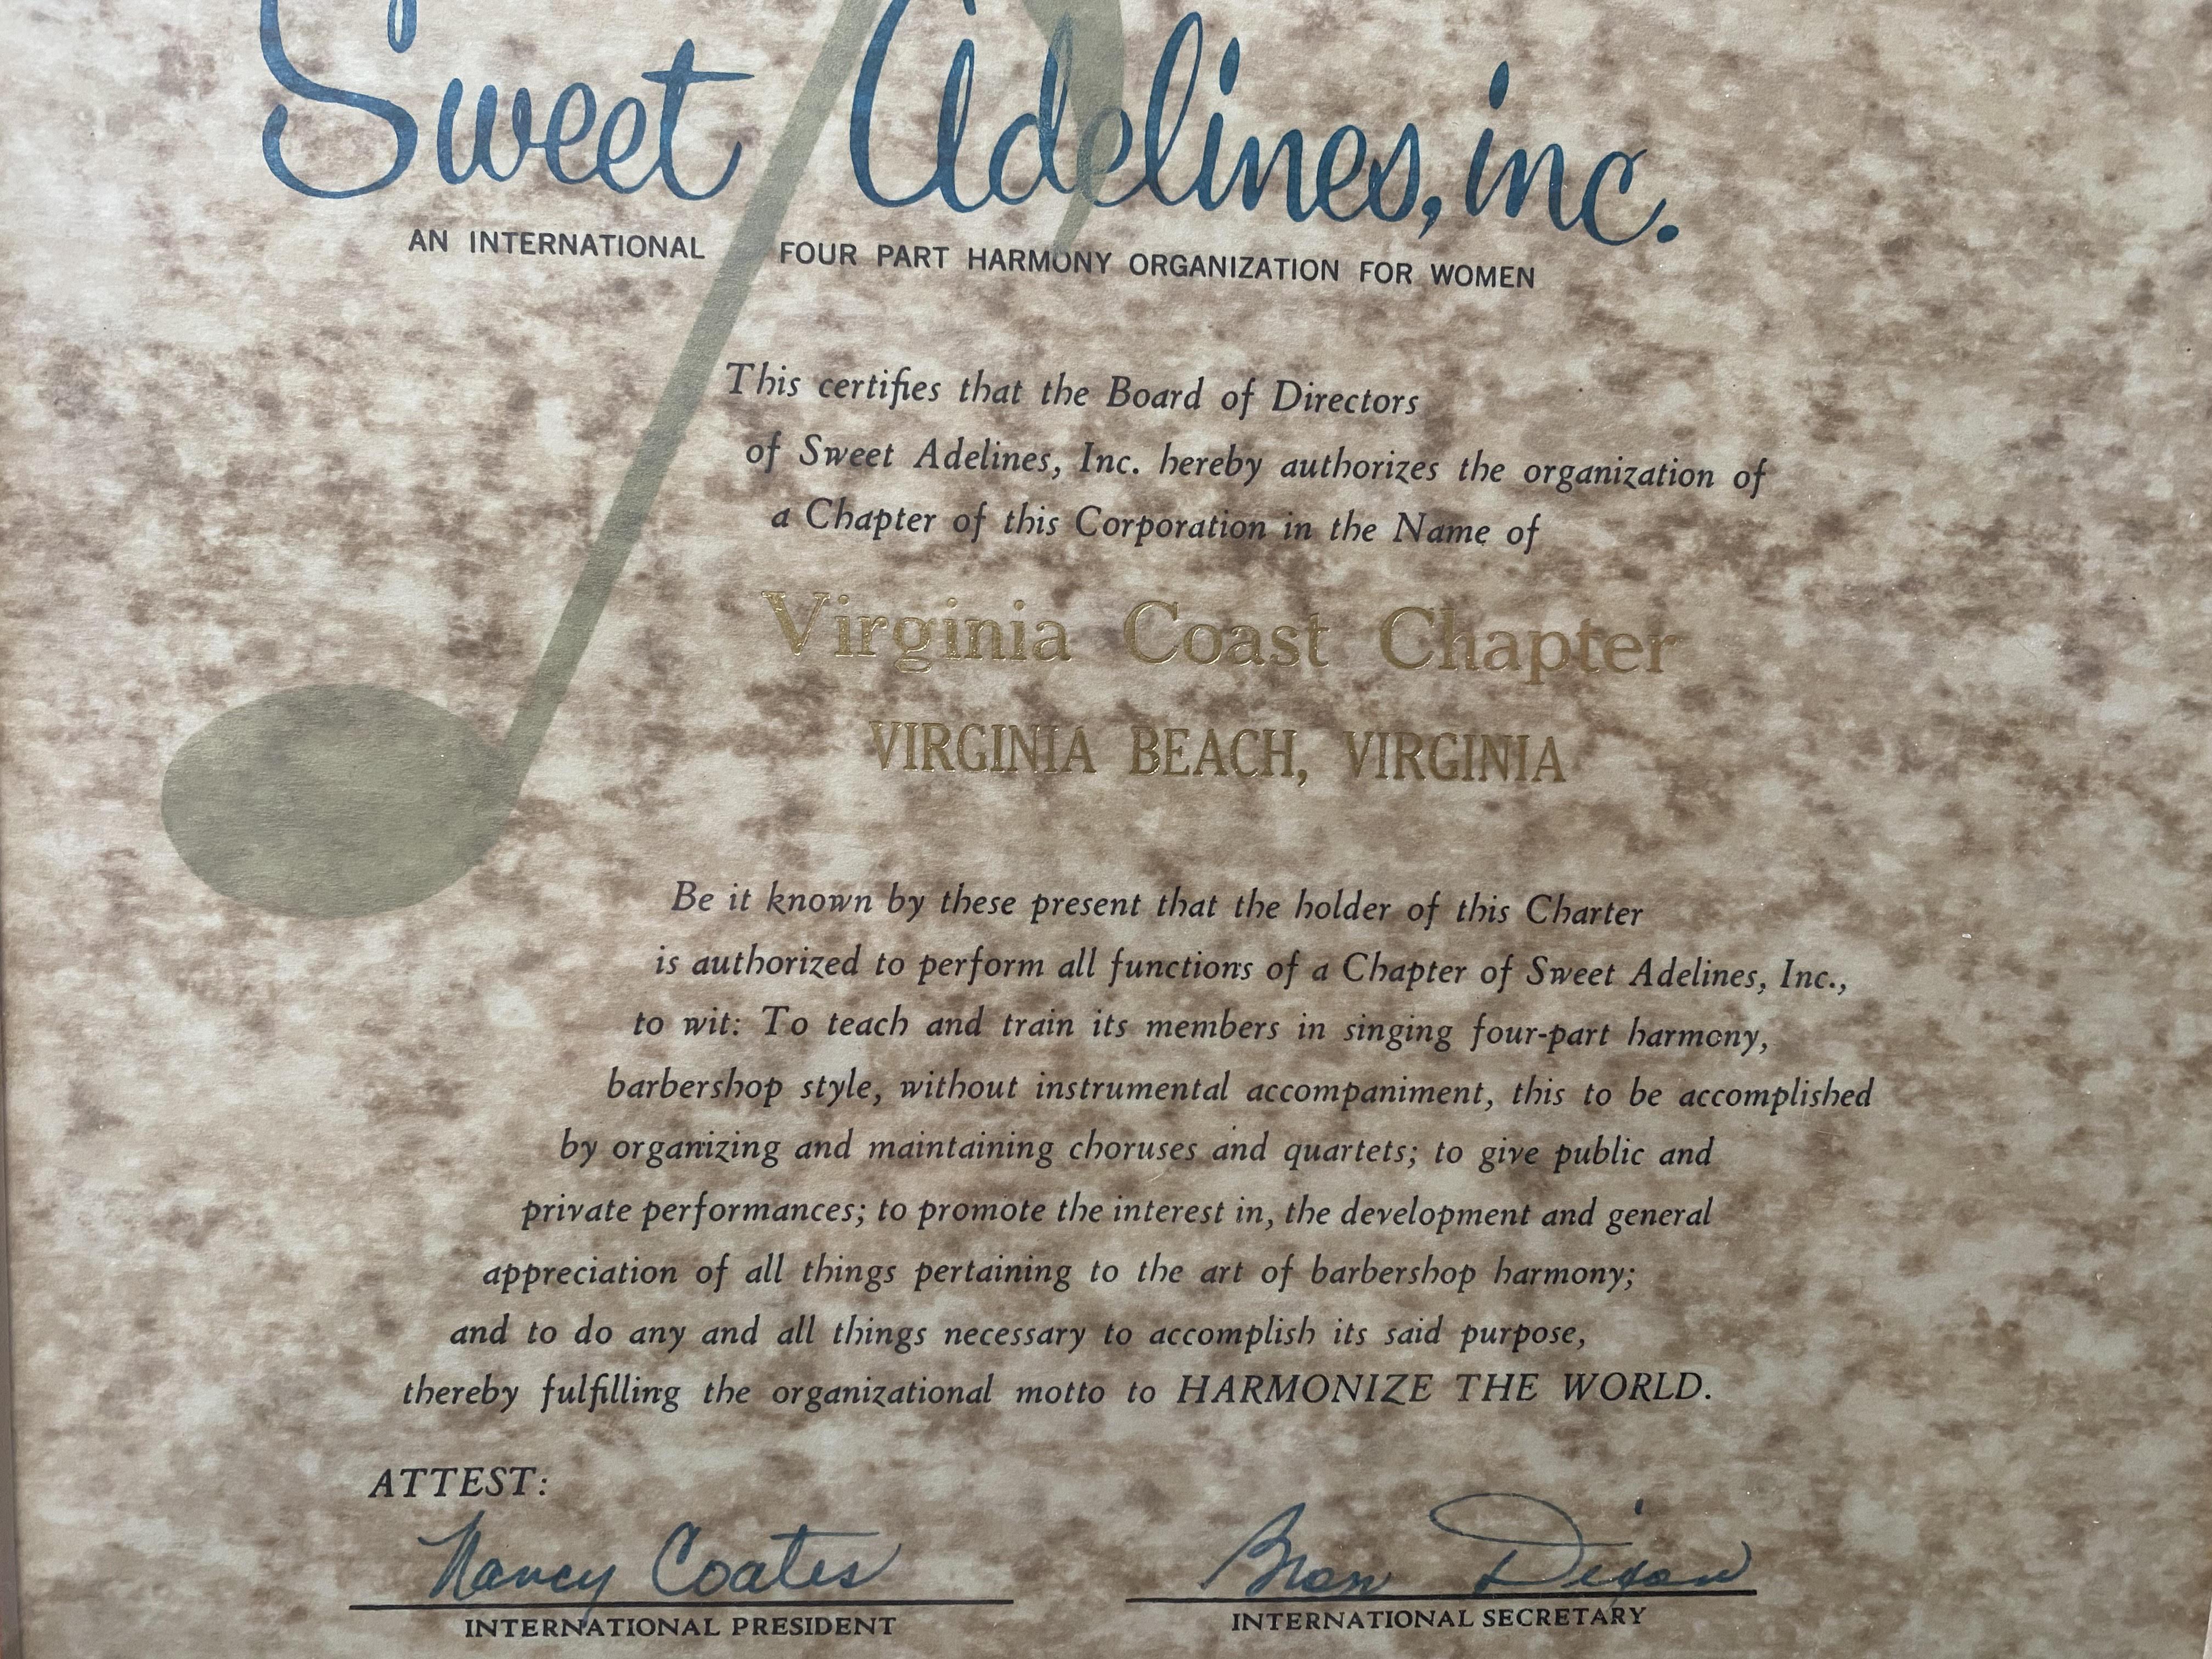 Sweet Adelines, inc.
AN INTERNATIONAL FOUR PART HARMONY ORGANIZATION FOR WOMEN
This certifies that the Board of Directors
of Sweet Adelines, Inc. hereby authorizes the organization of
a Chapter of this Corporation in the Name of
Virginia Coast Chapter
VIRGINIA BEACH, VIRGINIA
Be it known by these present that the holder of this Charter
is authorized to perform all functions of a Chapter of Sweet Adelines, Inc.,
to wit: To teach and train its members in singing four-part harmony,
barbershop style, without instrumental accompaniment, this to be accomplished
by organizing and maintaining choruses and quartets; to give public and
private performances; to promote the interest in, the development and general
appreciation of all things pertaining to the art of barbershop harmony;
and to do any and all things necessary to accomplish its said purpose,
thereby fulfilling the organizational motto to HARMONIZE THE WORLD.
ATTEST:
Nancy Coates Dixon
INTERNATIONAL PRESIDENT INTERNATIONAL SECRETARY